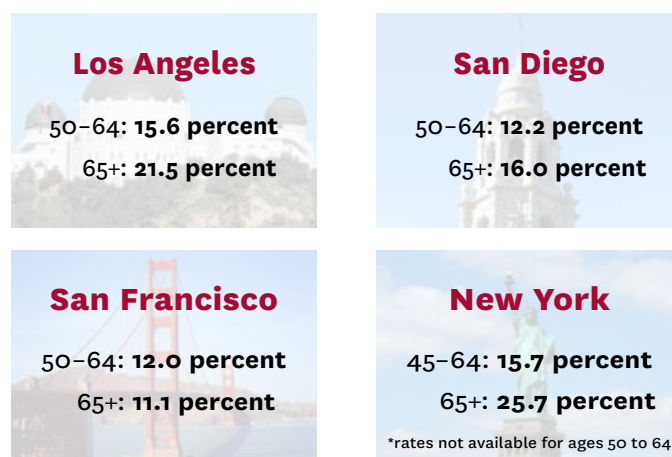 Los Angeles
50–64: 15.6 percent
65+: 21.5 percent
San Diego
50–64: 12.2 percent
65+: 16.0 percent
San Francisco
50–64: 12.0 percent
65+: 11.1 percent
New York
45–64: 15.7 percent
65+: 25.7 percent
*rates not available for ages 50 to 64